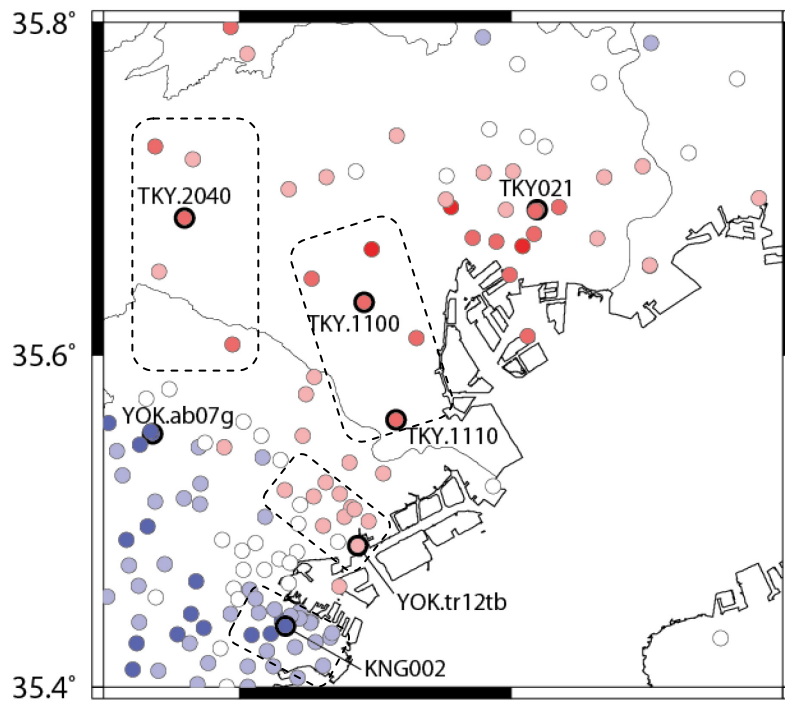 35.8°
TKY.2040
TKY021
TKY.1100
35.6°
YOK.ab07g
TKY.1110
YOK.tr12tb
KNG002
35.4°